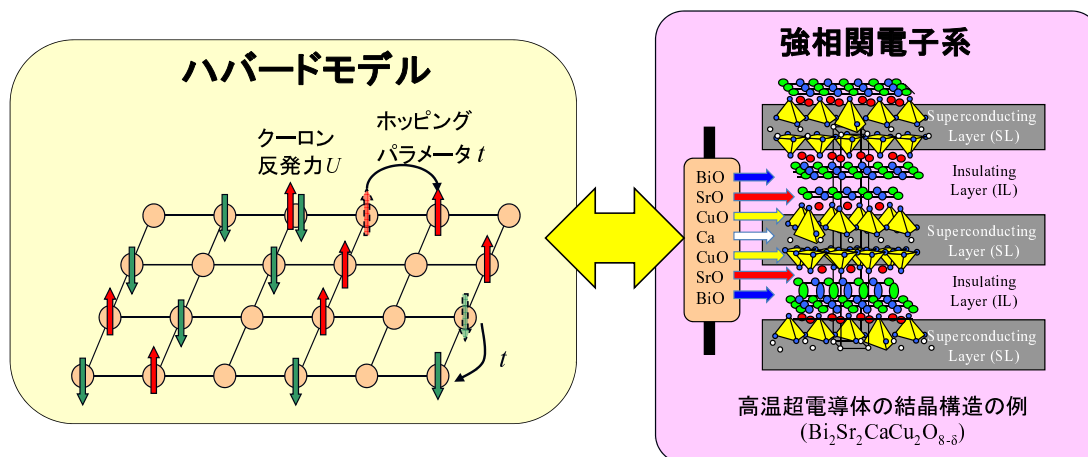 ハバードモデル
クーロン
反発力U
ホッピング
パラメータ t
t
強相関電子系
Superconducting
Layer (SL)
Insulating
Layer (IL)
Superconducting
Layer (SL)
Insulating
Layer (IL)
Superconducting
Layer (SL)
BiO
SrO
CuO
Ca
CuO
SrO
BiO
高温超電導体の結晶構造の例
(Bi₂Sr₂CaCu₂O₈₋δ)